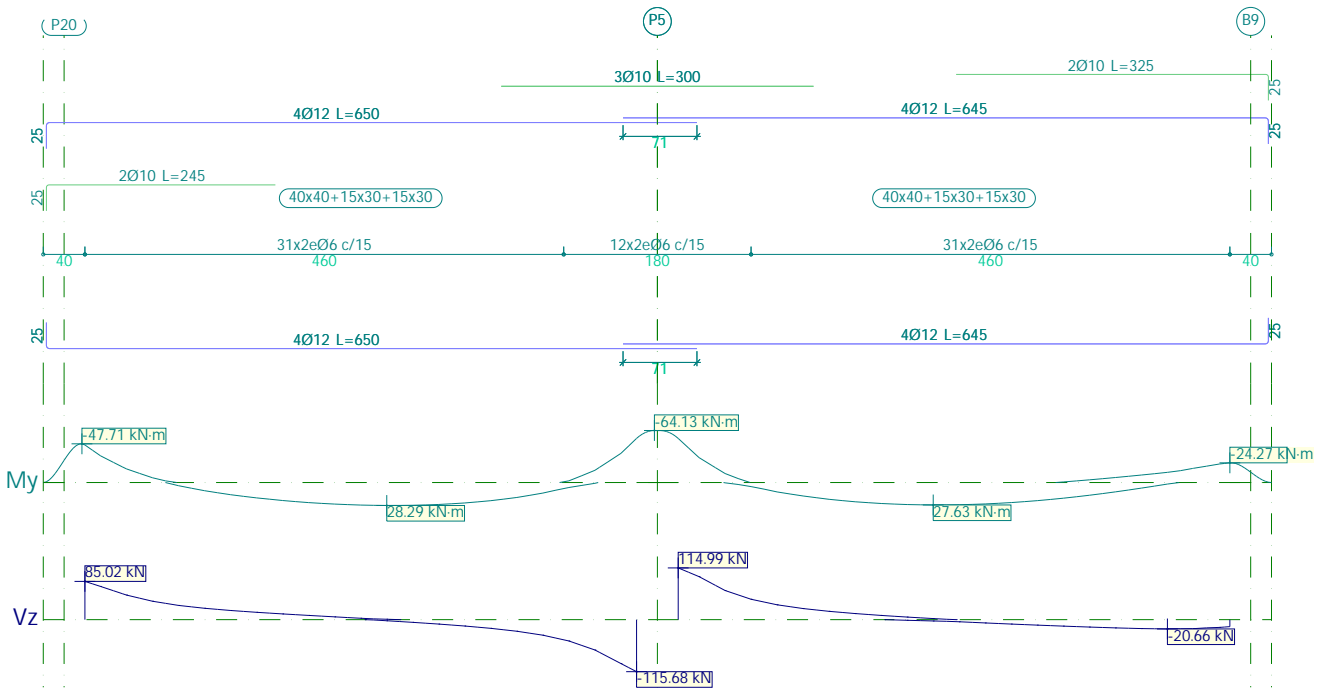 P20
P5
B9
2Ø10 L=325
25
3Ø10 L=300
4Ø12 L=650
4Ø12 L=645
25
25
71
2Ø10 L=245
25
40x40+15x30+15x30
40x40+15x30+15x30
31x2eØ6 c/15
12x2eØ6 c/15
31x2eØ6 c/15
40
460
180
460
40
25
4Ø12 L=650
4Ø12 L=645
25
71
My
-47.71 kN·m
-64.13 kN·m
-24.27 kN·m
28.29 kN·m
27.63 kN·m
Vz
85.02 kN
114.99 kN
-20.66 kN
-115.68 kN